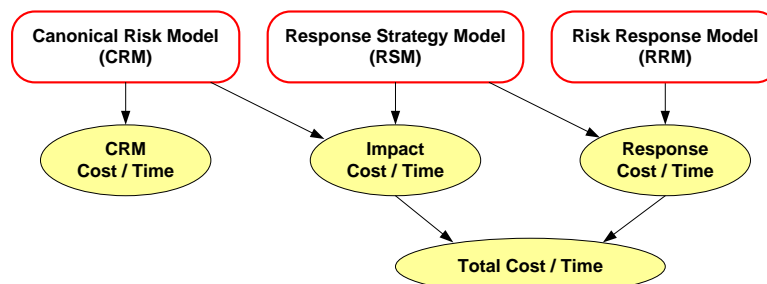 Canonical Risk Model
(CRM)
Response Strategy Model
(RSM)
Risk Response Model
(RRM)
CRM
Cost / Time
Impact
Cost / Time
Response
Cost / Time
Total Cost / Time